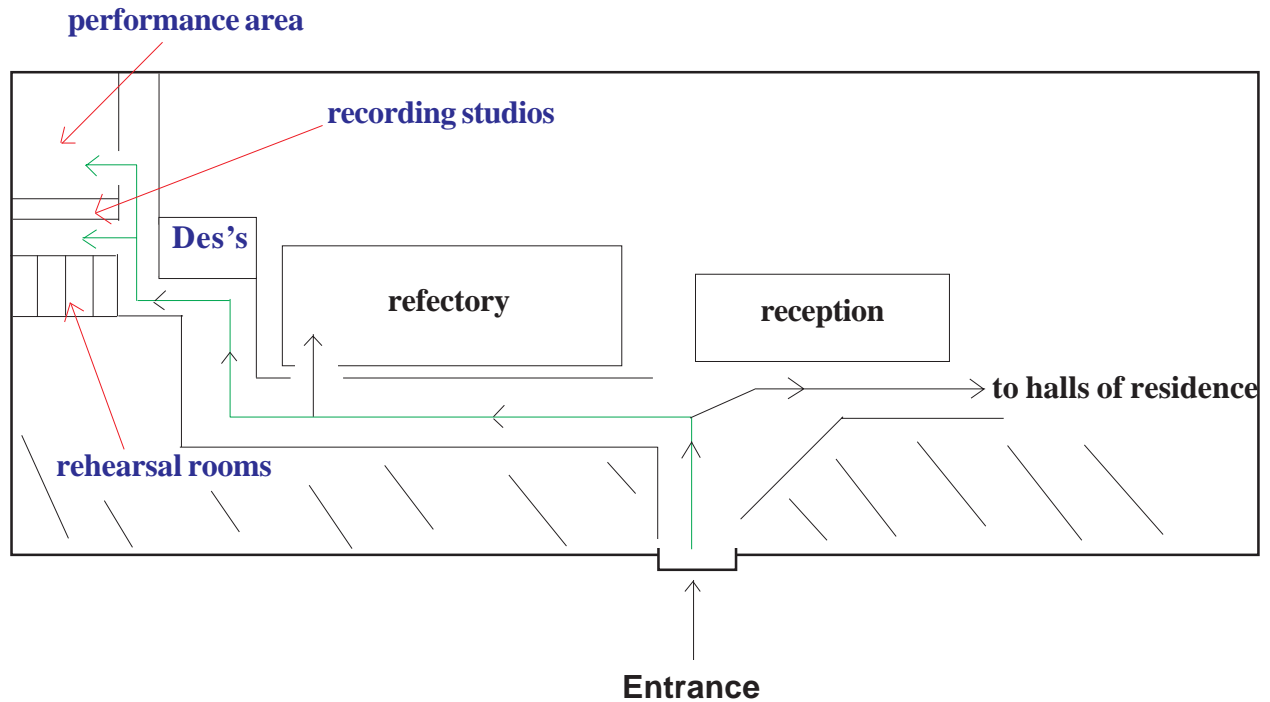 performance area
recording studios
Des’s
refectory
reception
to halls of residence
rehearsal rooms
Entrance